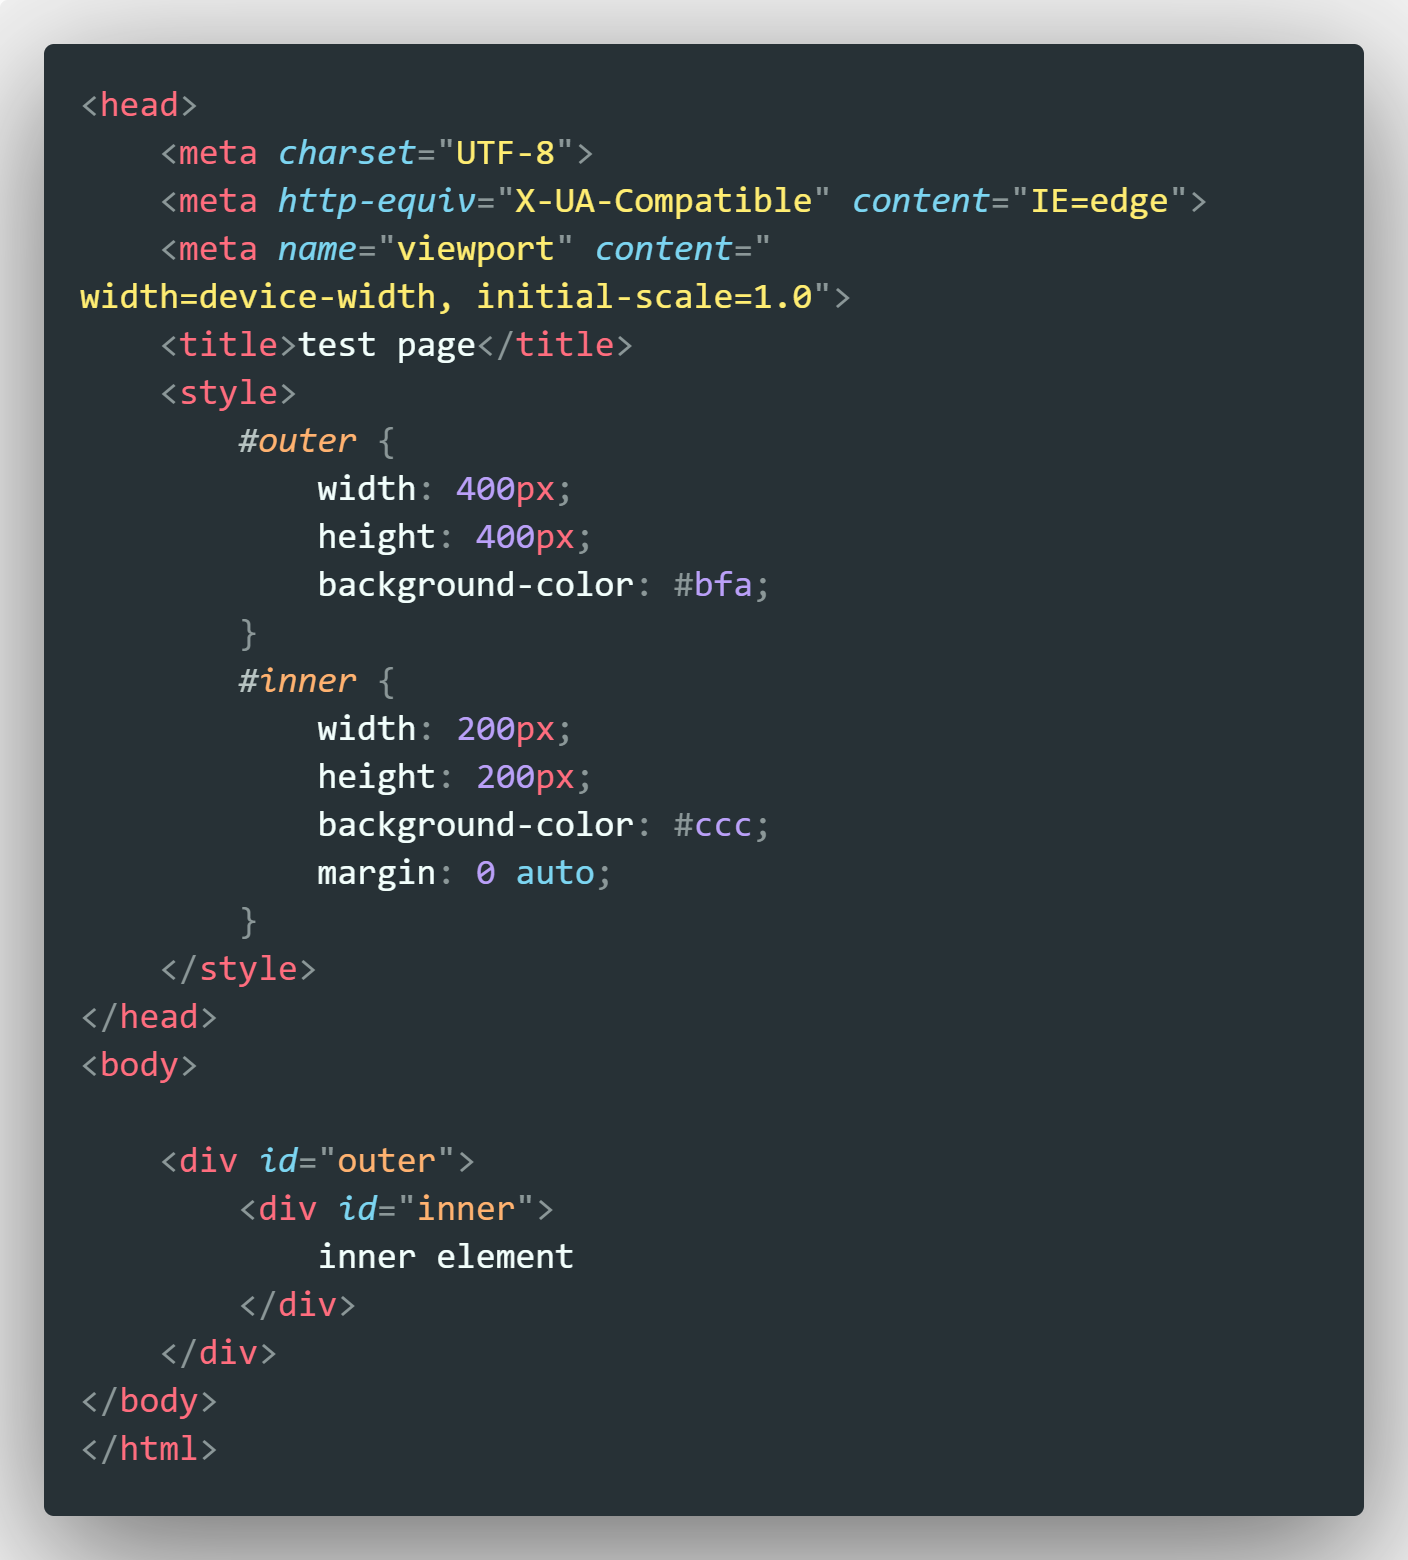 <head>
    <meta charset="UTF-8">
    <meta http-equiv="X-UA-Compatible" content="IE=edge">
    <meta name="viewport" content="
width=device-width, initial-scale=1.0">
    <title>test page</title>
    <style>
        #outer {
            width: 400px;
            height: 400px;
            background-color: #bfa;
        }
        #inner {
            width: 200px;
            height: 200px;
            background-color: #ccc;
            margin: 0 auto;
        }
    </style>
</head>
<body>

    <div id="outer">
        <div id="inner">
            inner element
        </div>
    </div>
</body>
</html>